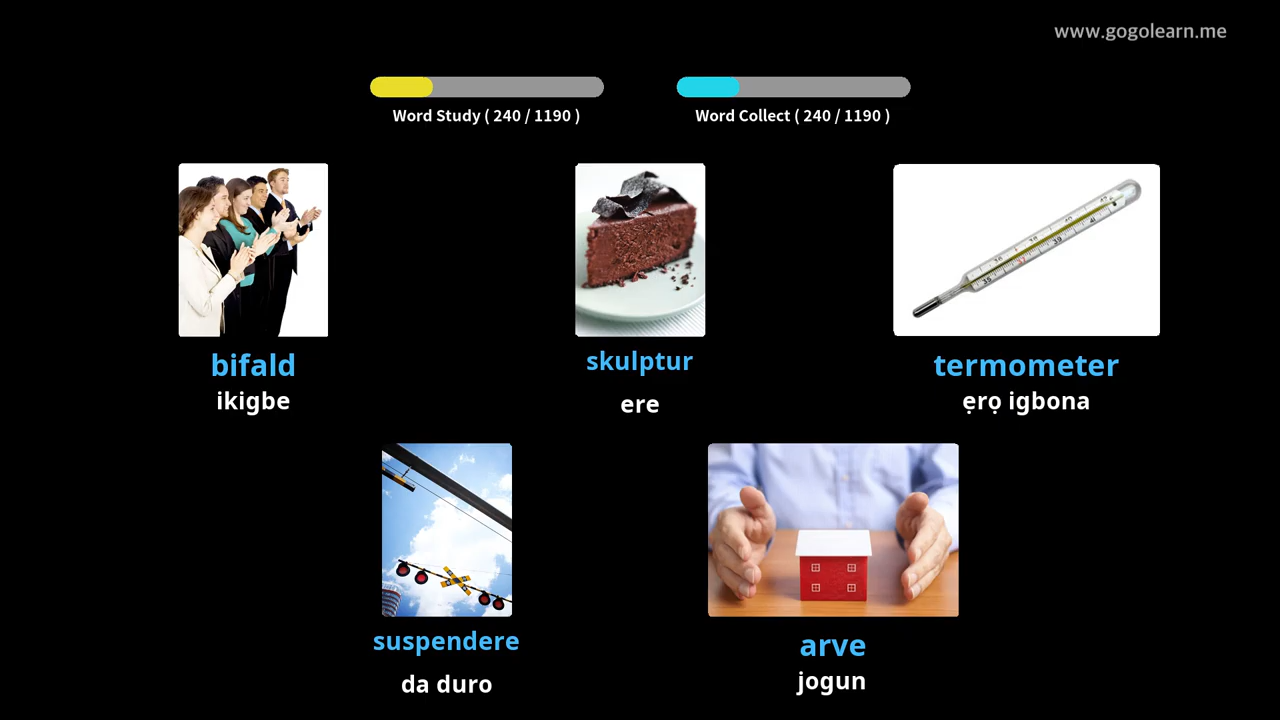 www.gogolearn.me
Word Study ( 240 / 1190 )
Word Collect ( 240 / 1190 )
bifald
ikigbe
skulptur
ere
termometer
ẹrọ igbona
suspendere
da duro
arve
jogun